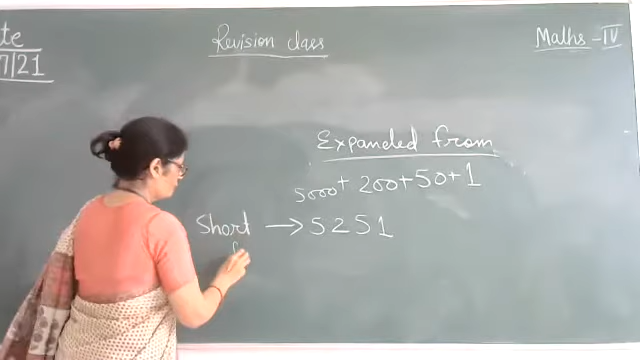 te
7/21
Revision class
Maths - IV
Expanded from
5000+ 200+50+1
Short → 5251
f